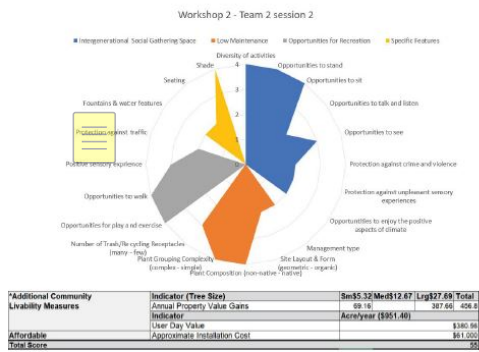 Workshop 2 - Team 2 session 2
Intergenerational Social Gathering Space Low Maintenance Opportunities for Recreation Specific Features
Diversity of activities
4
Opportunities to stand
Shade
Opportunities to sit
Seating
3
Opportunities to talk and listen
Fountains & water features
2
Opportunities to see
Protection against traffic
1
Protection against crime and violence
Positive sensory exprience
0
Protection against unpleasant sensory
experiences
Opportunities to walk
Opportunities to enjoy the positive
aspects of climate
Opportunities for play and exercise
Management type
Number of Trash/Recycling Receptacles
(many - few)
Site Layout & Form
(geometric - organic)
Plant Grouping Complexity
(complex - simple)
Plant Composition (non-native - native)
*Additional Community Indicator (Tree Size) Sm$5.32 Med$12.67 Lrg$27.69 Total
Livability Measures Annual Property Value Gains 69.16 387.66 456.8
Indicator Acre/year ($951.40)
User Day Value $380.56
Affordable Approximate Installation Cost $61,000
Total Score 55